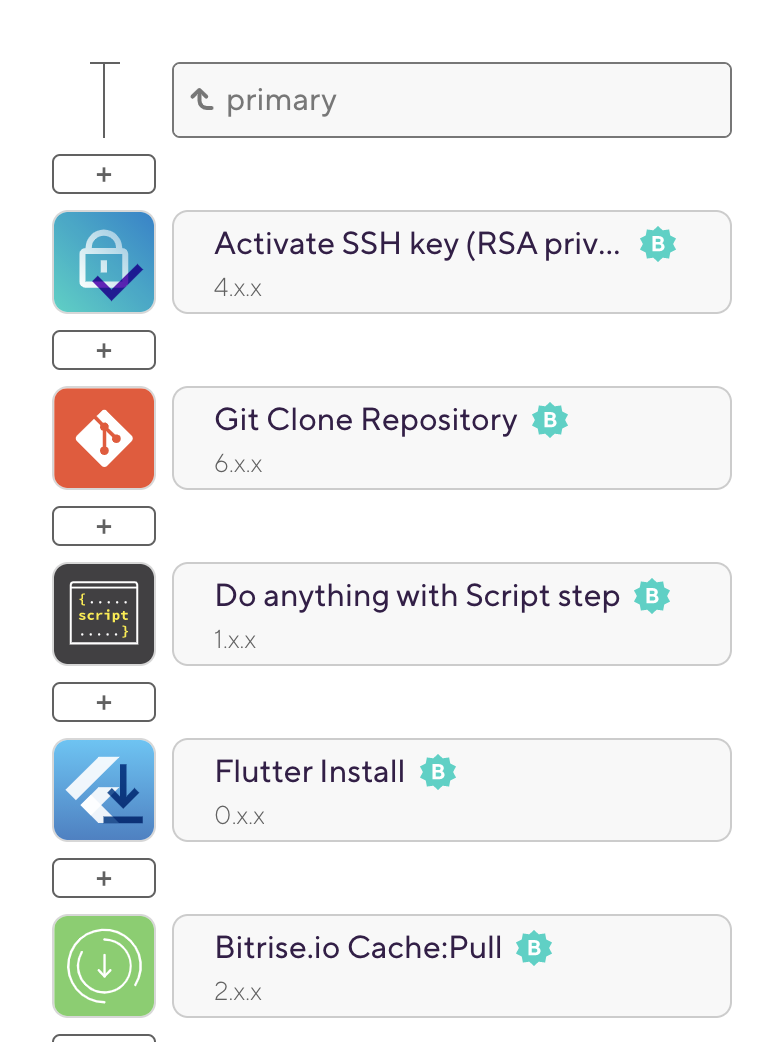 primary
+
Activate SSH key (RSA priv... B
4.x.x
+
Git Clone Repository B
6.x.x
+
{.....
script
.....}
Do anything with Script step B
1.x.x
+
Flutter Install B
0.x.x
+
Bitrise.io Cache:Pull B
2.x.x